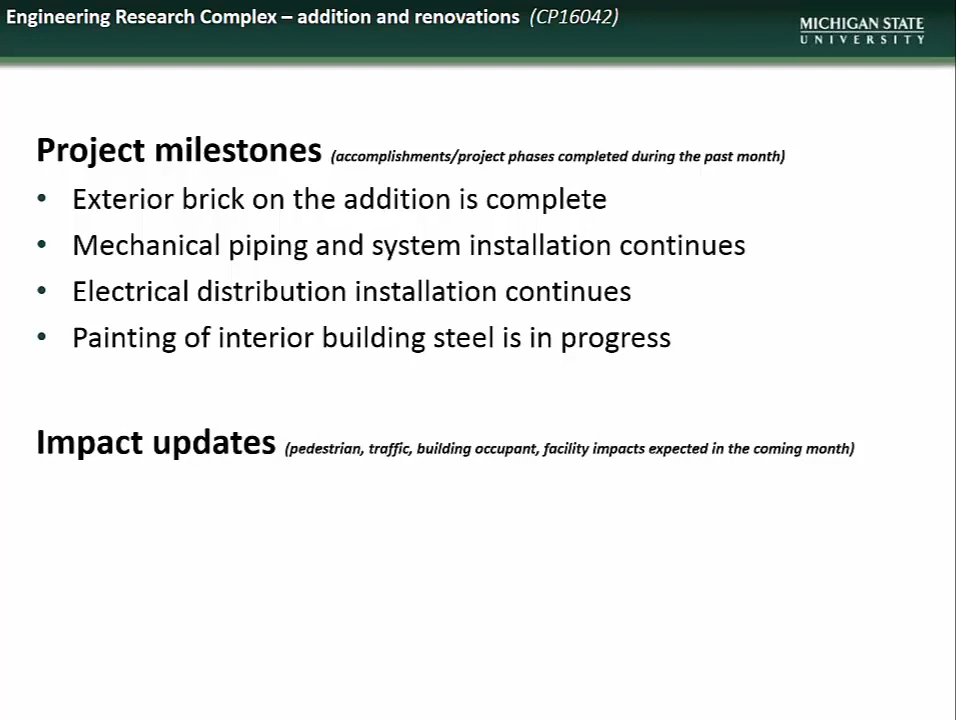 Engineering Research Complex – addition and renovations (CP16042)
MICHIGAN STATE
UNIVERSITY
Project milestones (accomplishments/project phases completed during the past month)
• Exterior brick on the addition is complete
• Mechanical piping and system installation continues
• Electrical distribution installation continues
• Painting of interior building steel is in progress
Impact updates (pedestrian, traffic, building occupant, facility impacts expected in the coming month)